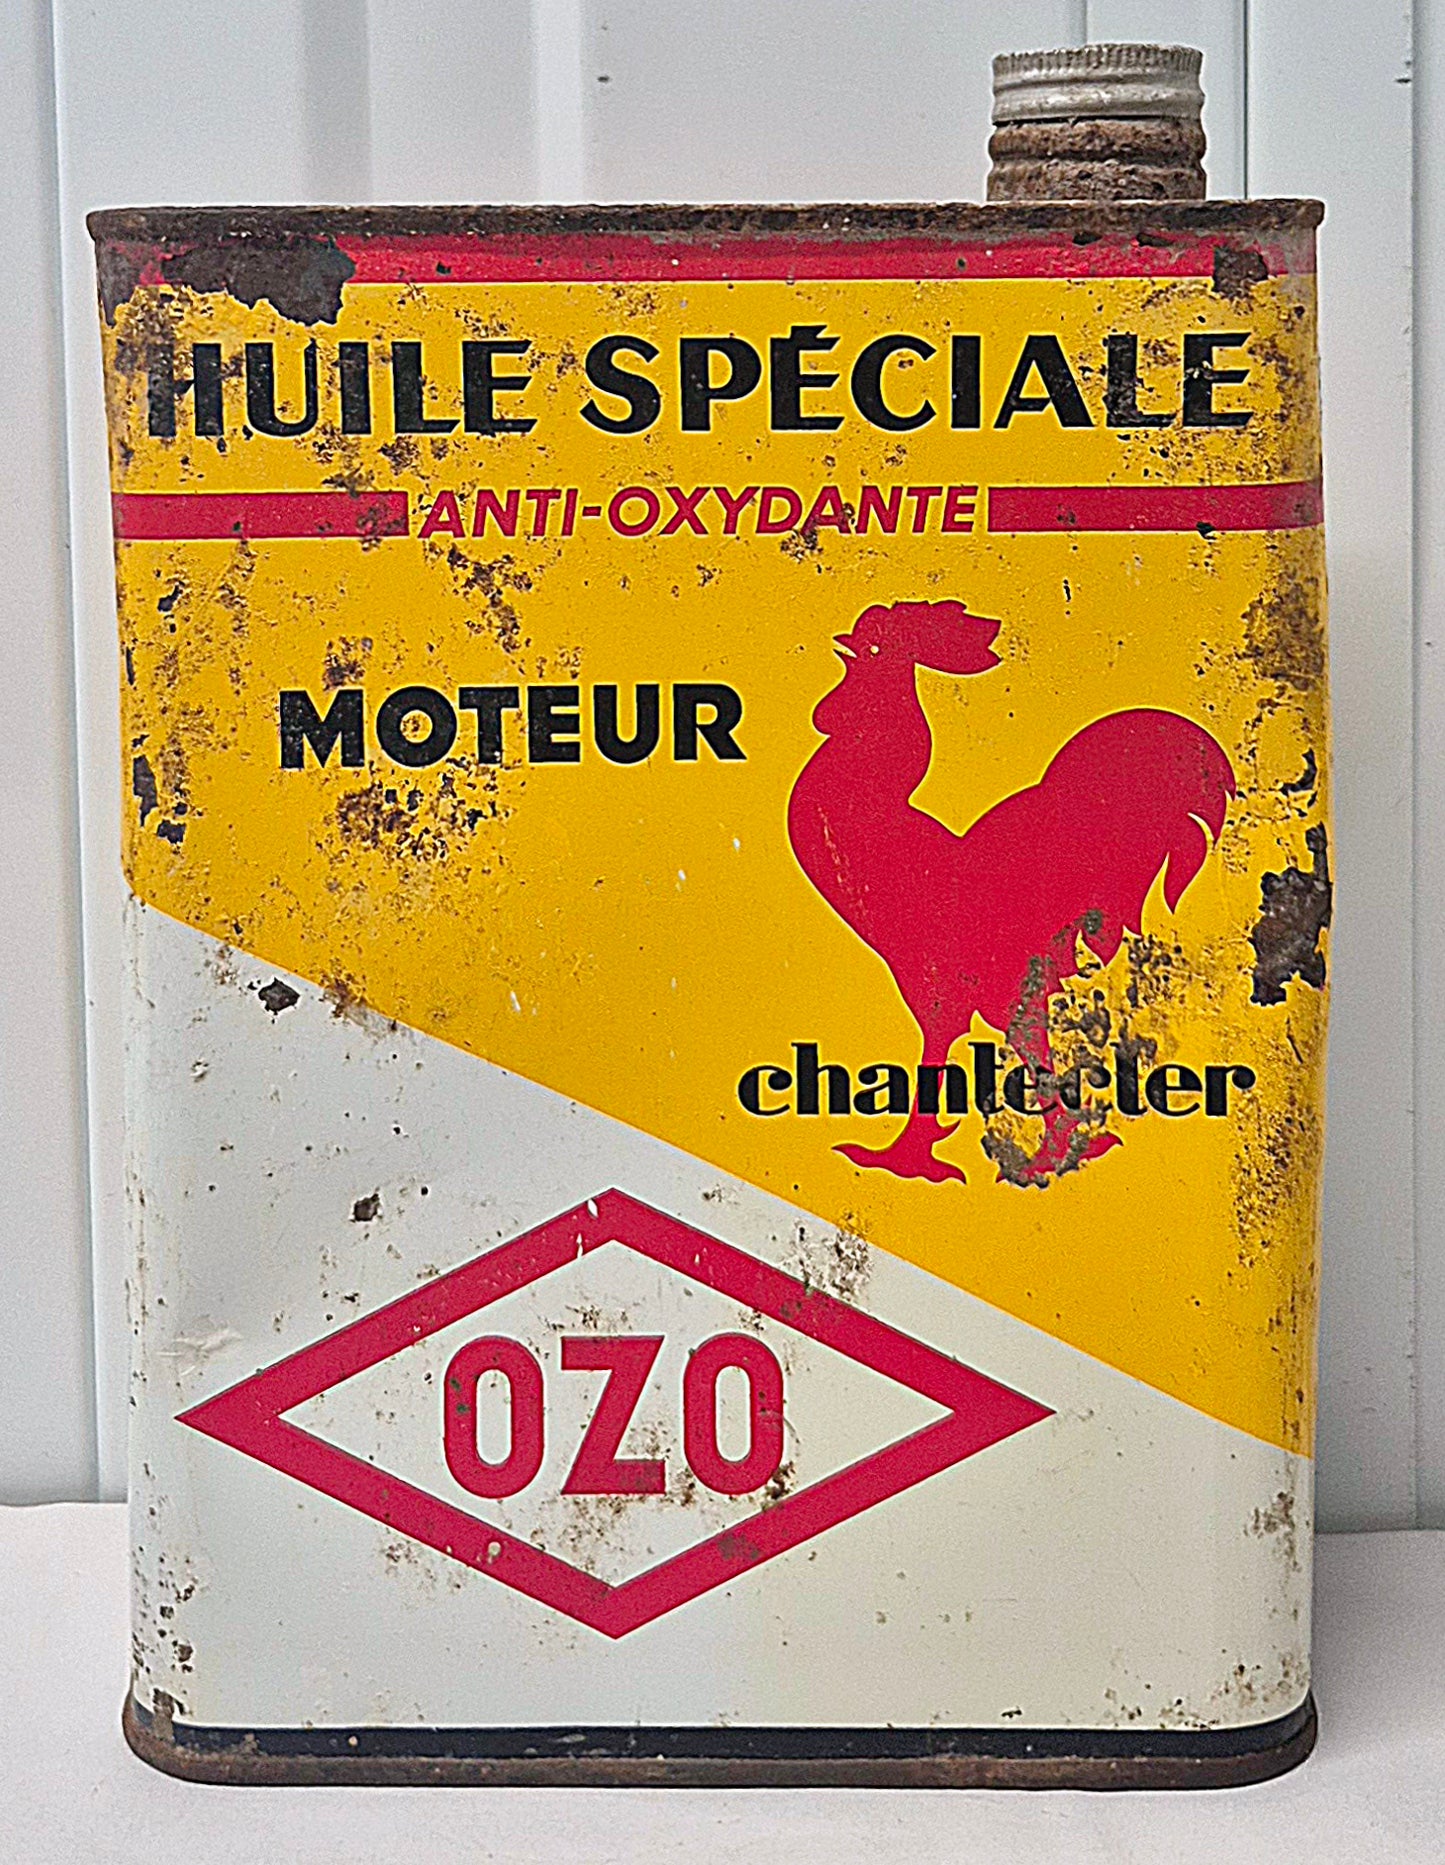 HUILE SPÉCIALE
ANTI-OXYDANTE
MOTEUR
chantecler
OZO